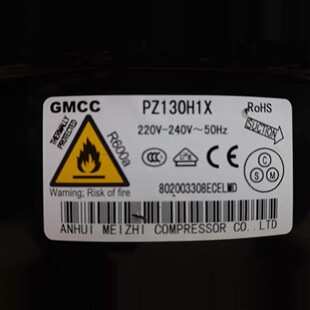 GMCC
PZ130H1X
RoHS
THERMALLY
PROTECTED
R600a
220V-240V~50Hz
SUCTION
CCC
C
S M
Warning; Risk of fire
802003308ECELMD
ANHUI MEIZHI COMPRESSOR CO.,LTD